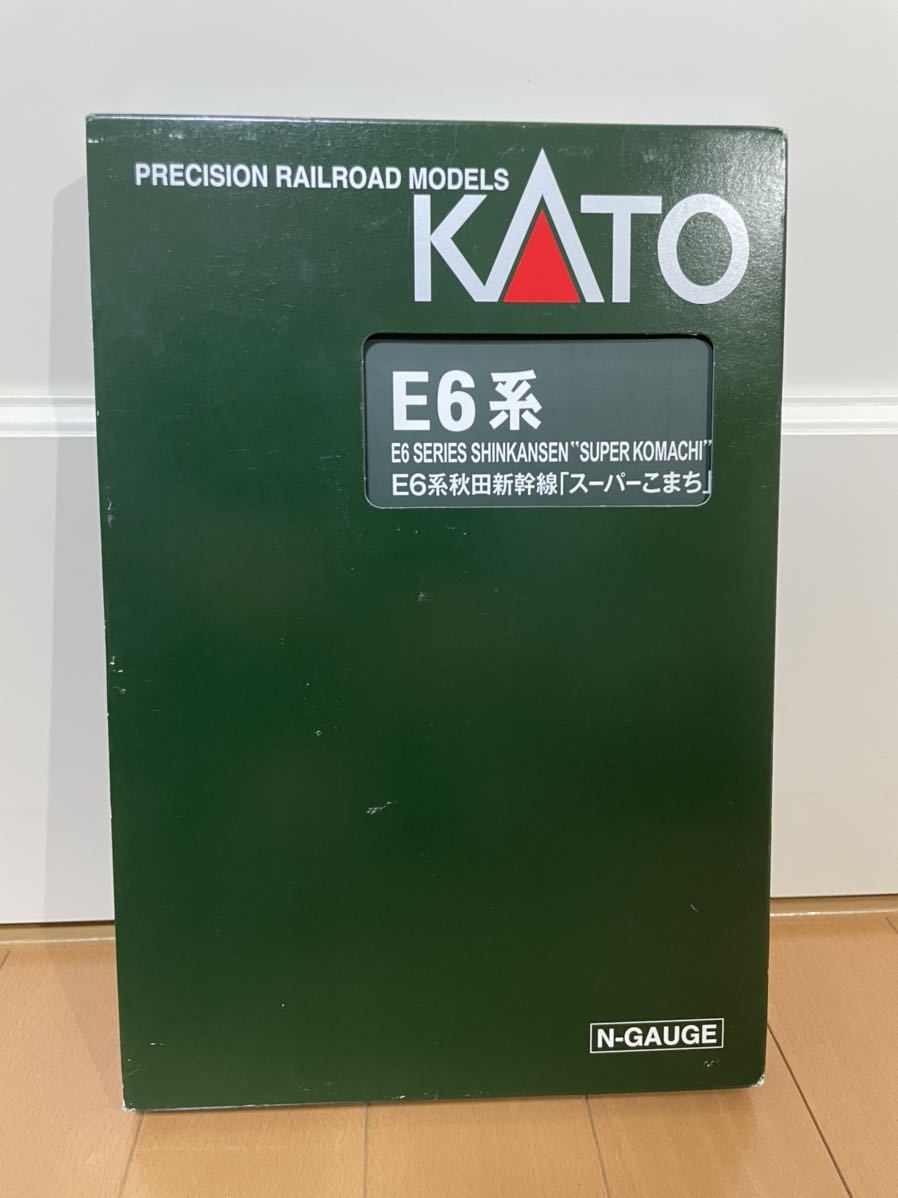 PRECISION RAILROAD MODELS
KATO
E6系
E6 SERIES SHINKANSEN "SUPER KOMACHI"
E6系秋田新幹線「スーパーこまち」
N-GAUGE